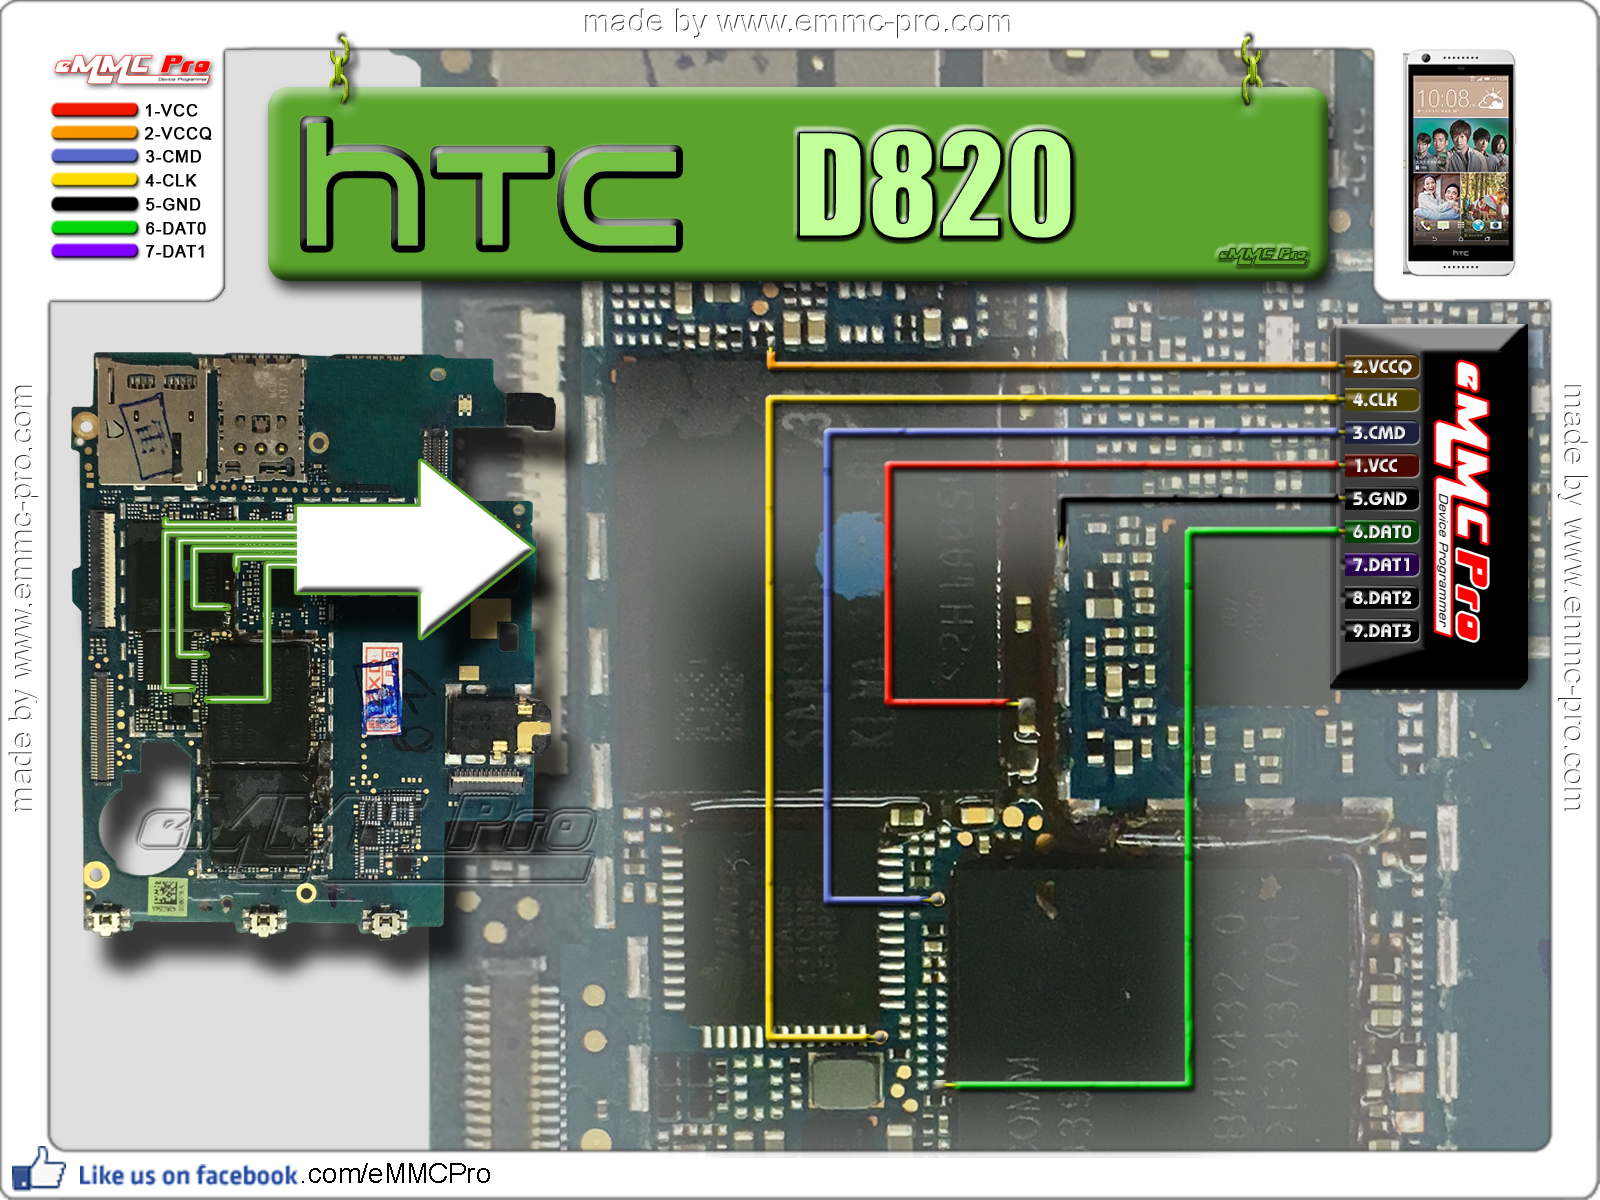 made by www.emmc-pro.com
eMMC Pro
Device Programmer
1-VCC
2-VCCQ
3-CMD
4-CLK
5-GND
6-DAT0
7-DAT1
hTC D820
eMMC Pro
10:08
hTC
2.VCCQ
4.CLK
3.CMD
1.VCC
5.GND
6.DAT0
7.DAT1
8.DAT2
9.DAT3
eMMC Pro
Device Programmer
made by www.emmc-pro.com
made by www.emmc-pro.com
eMMC Pro
Like us on facebook.com/eMMCPro